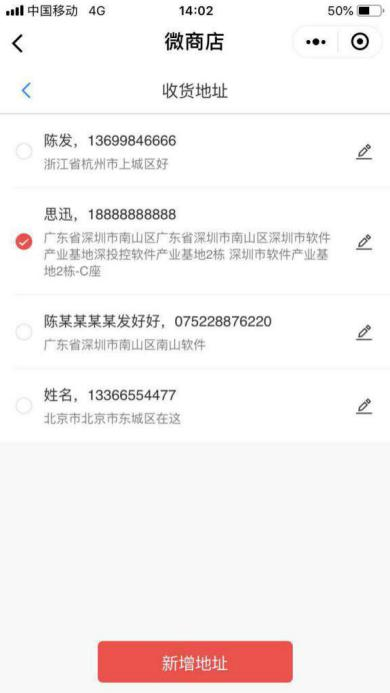 中国移动 4G 14:02 50%
微商店
收货地址
陈发，13699846666
浙江省杭州市上城区好
思迅，18888888888
广东省深圳市南山区广东省深圳市南山区深圳市软件
产业基地深投控软件产业基地2栋 深圳市软件产业基
地2栋-C座
陈某某某某发好好，075228876220
广东省深圳市南山区南山软件
姓名，13366554477
北京市北京市东城区在这
新增地址